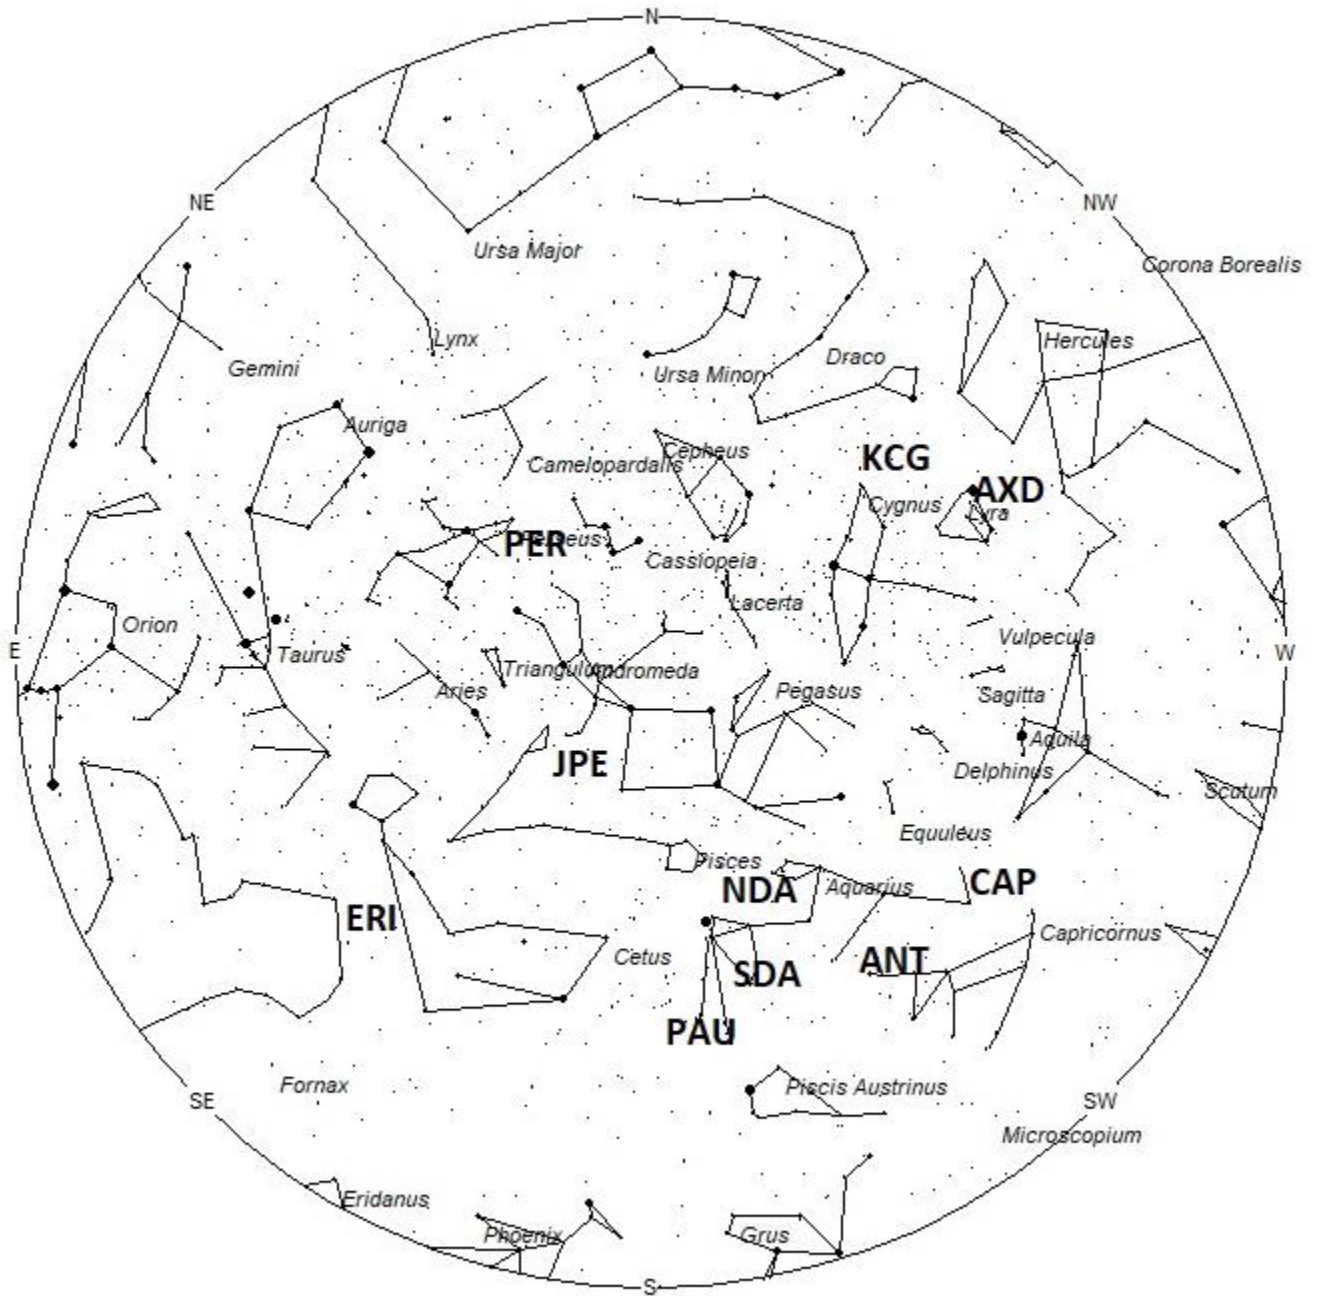 N
NE
NW
Ursa Major
Corona Borealis
Lynx
Hercules
Gemini
Ursa Minor
Draco
Auriga
Camelopardalis
Cepheus
KCG
Cygnus
AXD
Lyra
PER
Perseus
Cassiopeia
Lacerta
Orion
E
Taurus
Vulpecula
W
Triangulum
Andromeda
Aries
Pegasus
Sagitta
Aquila
JPE
Delphinus
Scutum
Equuleus
Pisces
NDA
Aquarius
CAP
ERI
Capricornus
Cetus
SDA
ANT
PAU
Fornax
Piscis Austrinus
SE
SW
Microscopium
Eridanus
Phoenix
Grus
S